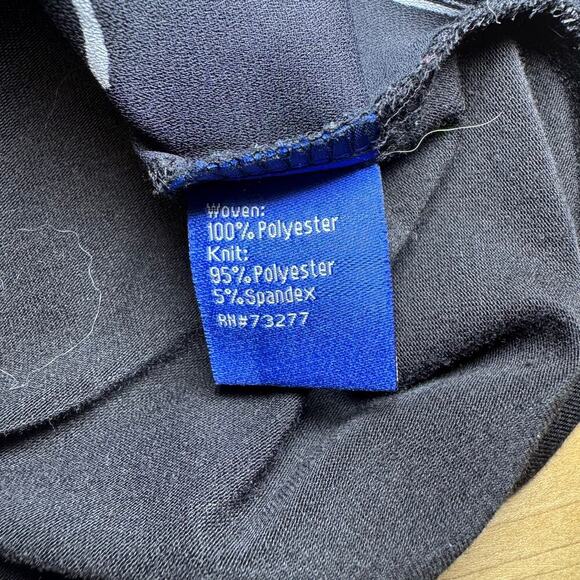 Woven:
100% Polyester
Knit:
95% Polyester
5% Spandex
RN#73277